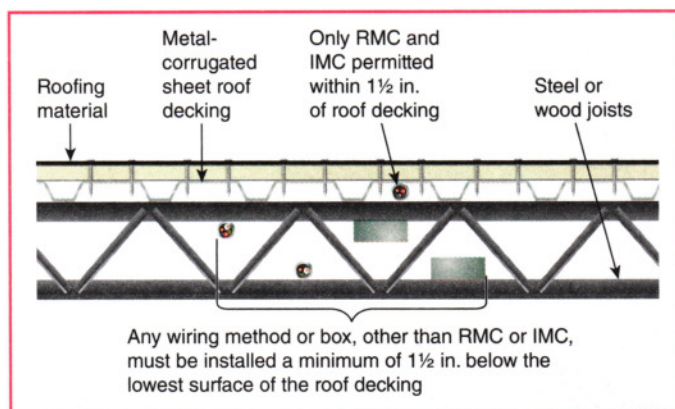 Roofing
material
Metal-
corrugated
sheet roof
decking
Only RMC and
IMC permitted
within 1½ in.
of roof decking
Steel or
wood joists
Any wiring method or box, other than RMC or IMC,
must be installed a minimum of 1½ in. below the
lowest surface of the roof decking